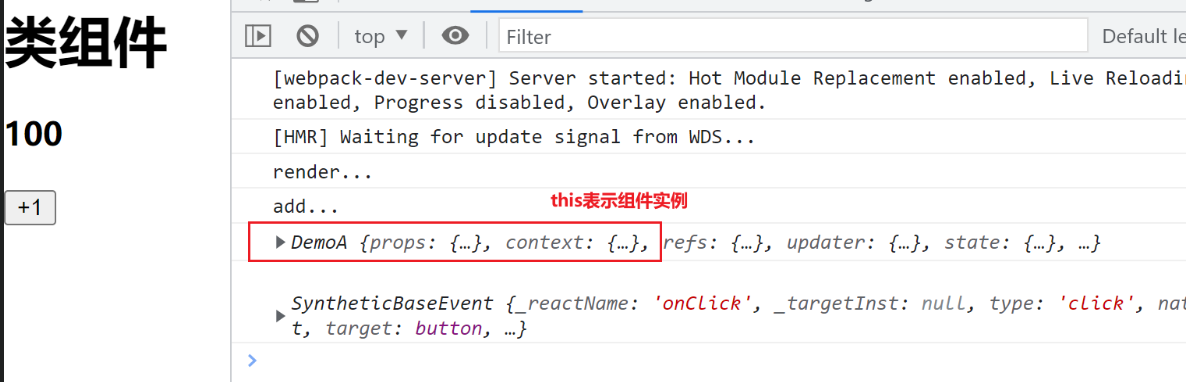 类组件
100
+1
top ▼
Filter
Default
[webpack-dev-server] Server started: Hot Module Replacement enabled, Live
enabled, Progress disabled, Overlay enabled.
[HMR] Waiting for update signal from WDS...
render...
add...
this表示组件实例
DemoA {props: {…}, context: {…}, refs: {…}, updater: {…}, state: {…}, …}
SyntheticBaseEvent {_reactName: 'onClick', _targetInst: null, type: 'click',
t, target: button, …}